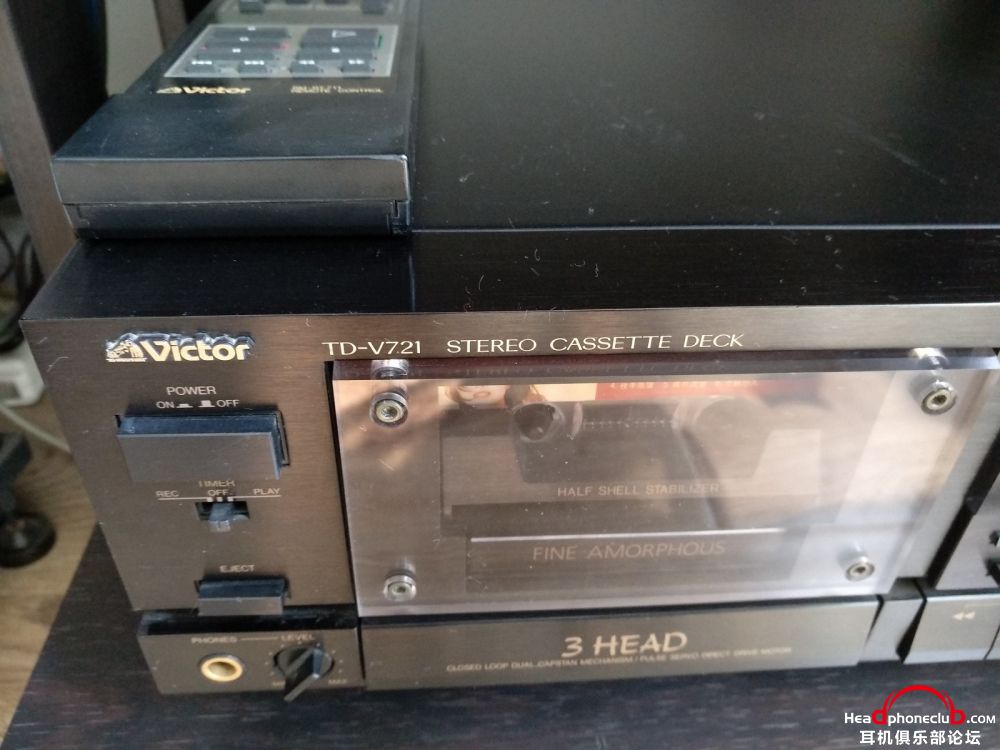 Victor
REMOTE CONTROL
Victor
TD-V721 STEREO CASSETTE DECK
POWER
ON OFF
TIMER
REC OFF PLAY
HALF SHELL STABILIZER
FINE AMORPHOUS
EJECT
PHONES LEVEL
MAX
3 HEAD
CLOSED LOOP DUAL CAPSTAN MECHANISM / PULSE SERVO DIRECT DRIVE MOTOR
Headphoneclub.com
耳机俱乐部论坛